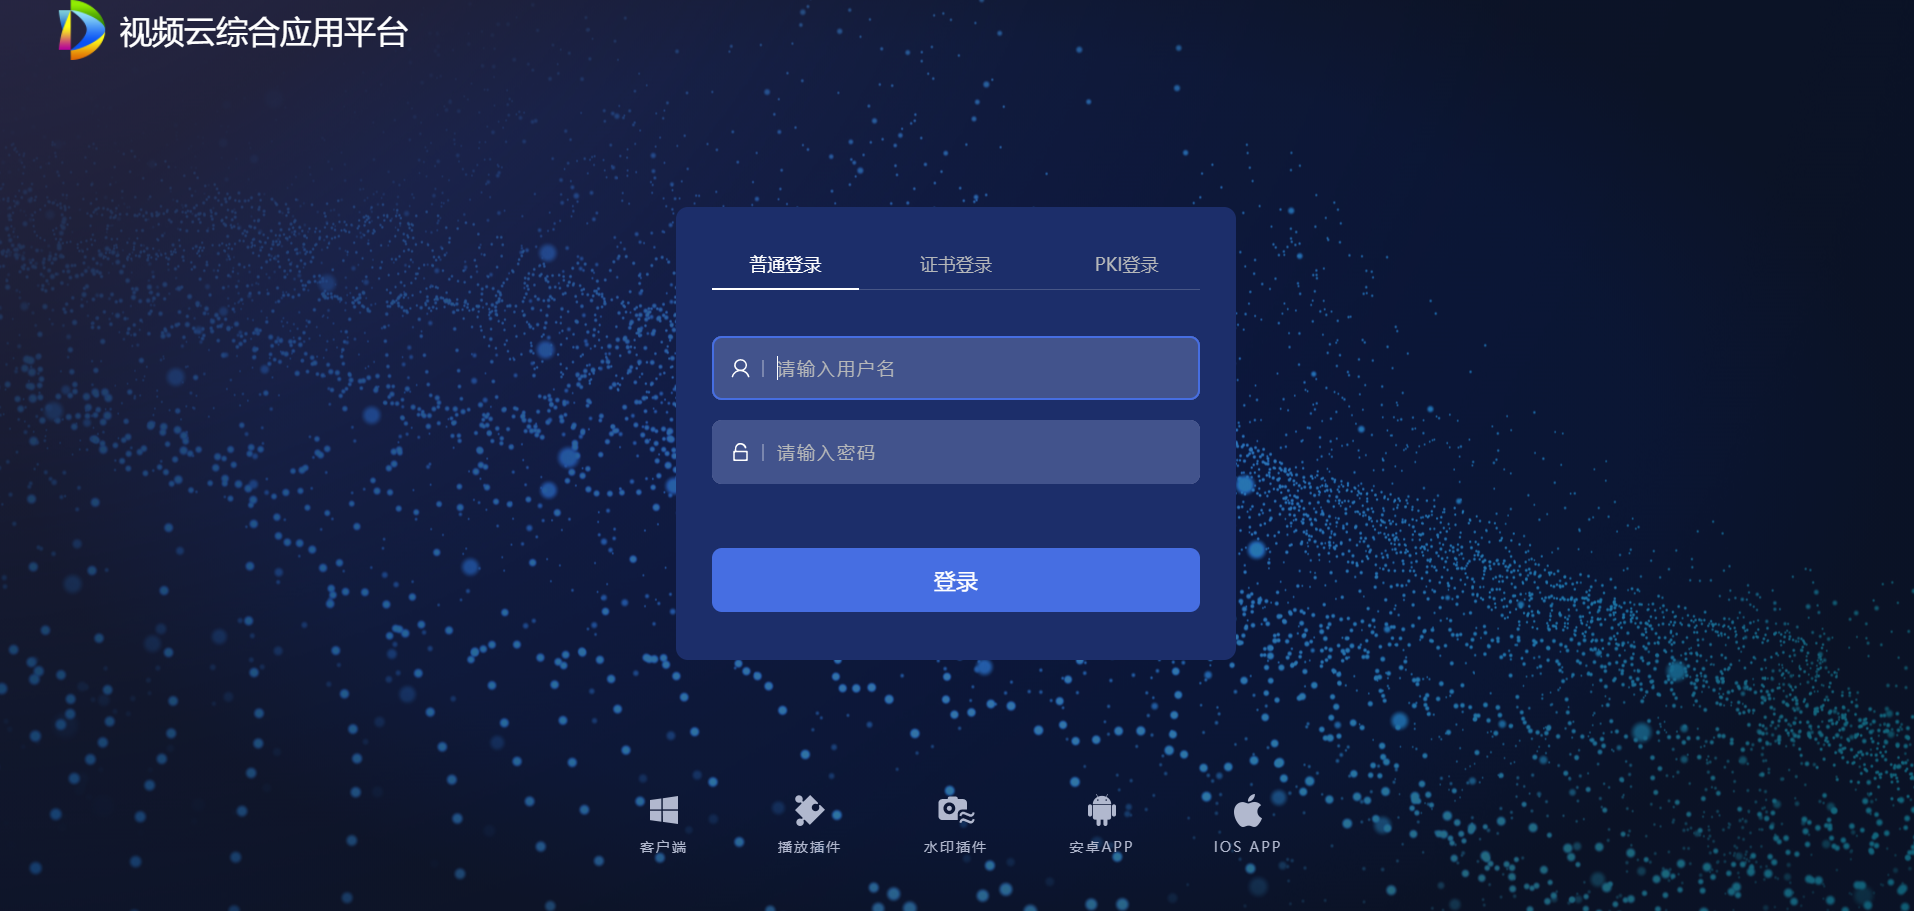 视频云综合应用平台
普通登录 证书登录 PKI登录
请输入用户名
请输入密码
登录
客户端 播放插件 水印插件 安卓APP IOS APP